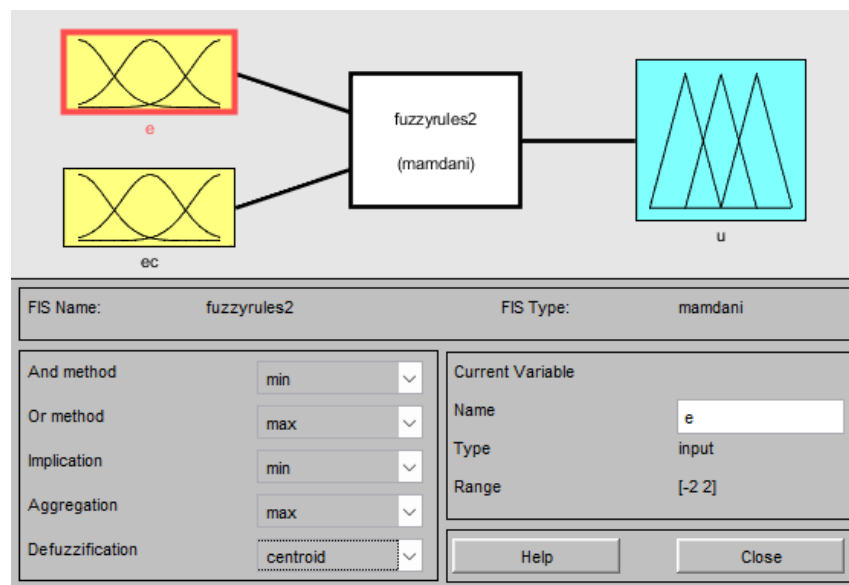 e
fuzzyrules2
(mamdani)
ec
u
FIS Name: fuzzyrules2 FIS Type: mamdani
And method min
Or method max
Implication min
Aggregation max
Defuzzification centroid
Current Variable
Name e
Type input
Range [-2 2]
Help Close